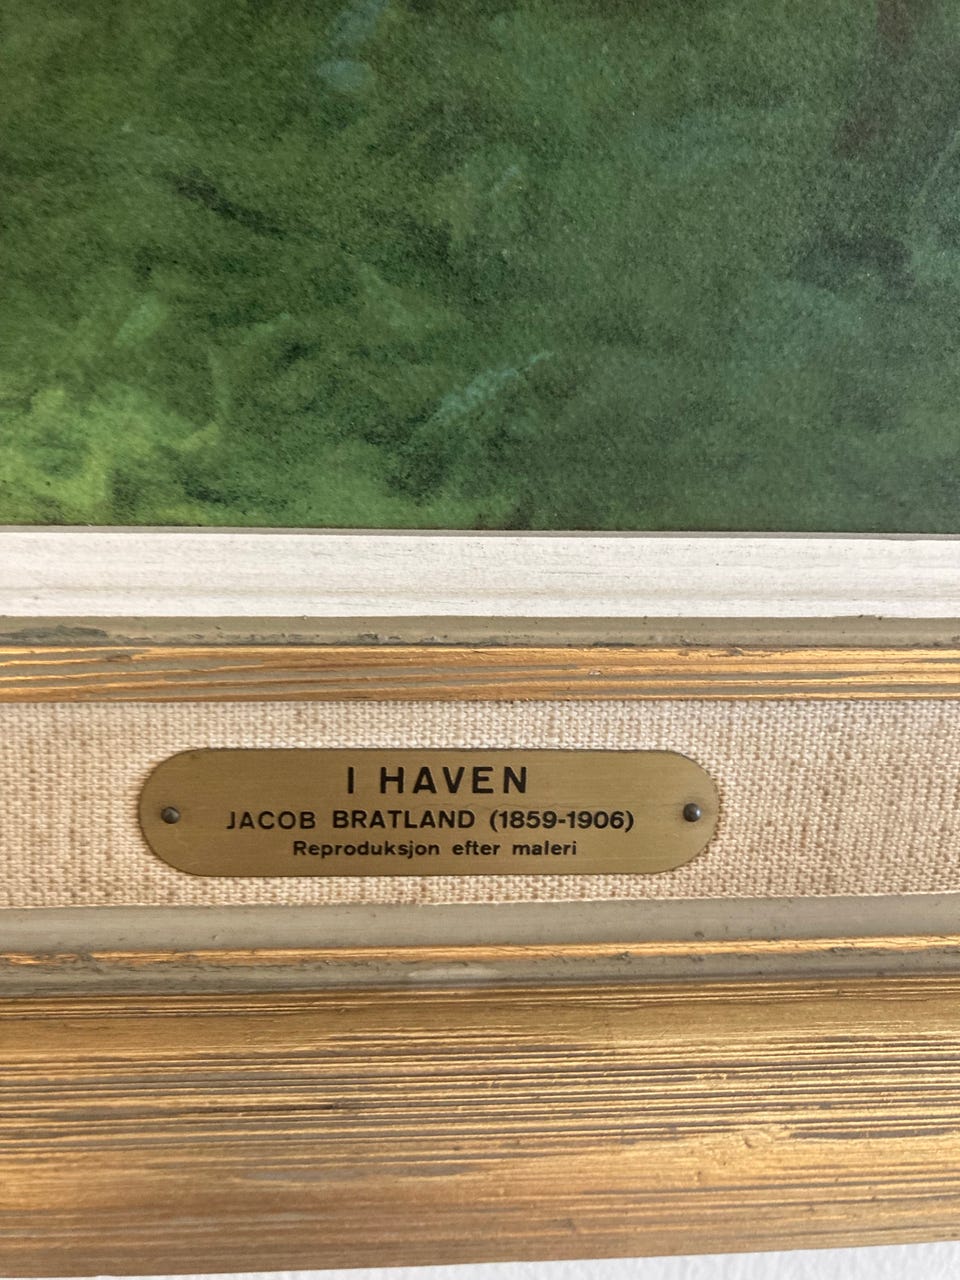 I HAVEN
JACOB BRATLAND (1859-1906)
Reproduksjon efter maleri